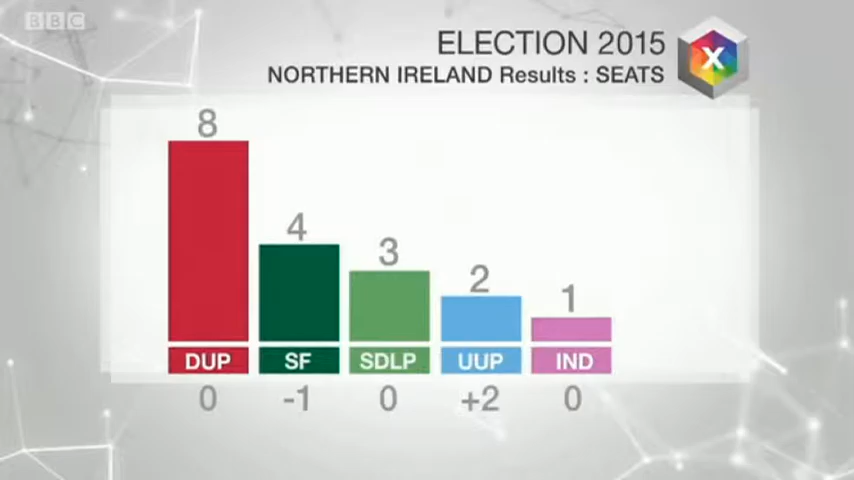 BBC
ELECTION 2015
X
NORTHERN IRELAND Results : SEATS
8
4
3
2
1
DUP SF SDLP UUP IND
0 -1 0 +2 0